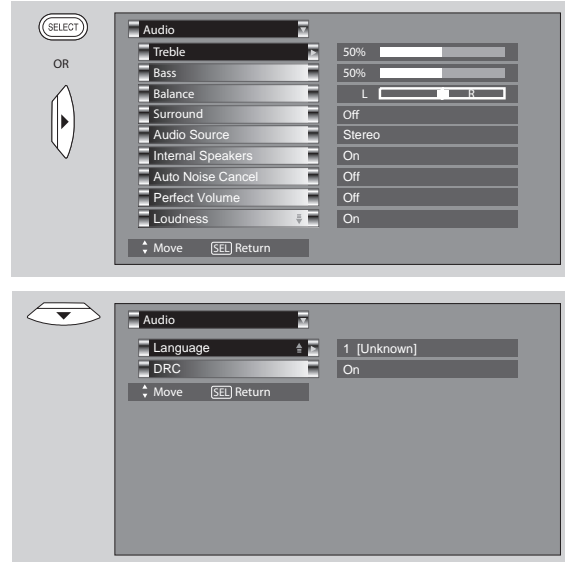 SELECT
OR
Audio
Treble 50%
Bass 50%
Balance L R
Surround Off
Audio Source Stereo
Internal Speakers On
Auto Noise Cancel Off
Perfect Volume Off
Loudness On
Move SEL Return
Audio
Language 1 [Unknown]
DRC On
Move SEL Return